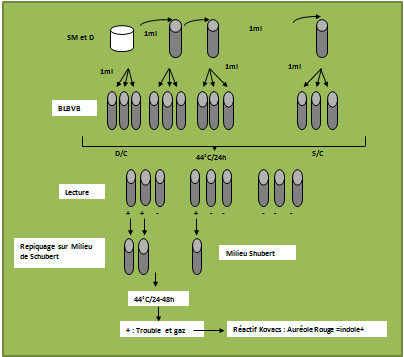 SM et D
1ml
1ml
1ml
1ml
1ml
1ml
BLBVB
D/C
S/C
44°C/24h
Lecture
+ + -
+ - -
- - -
Repiquage sur Milieu
de Schubert
Milieu Shubert
44°C/24-48h
+ : Trouble et gaz
Réactif Kovacs : Auréole Rouge =indole+